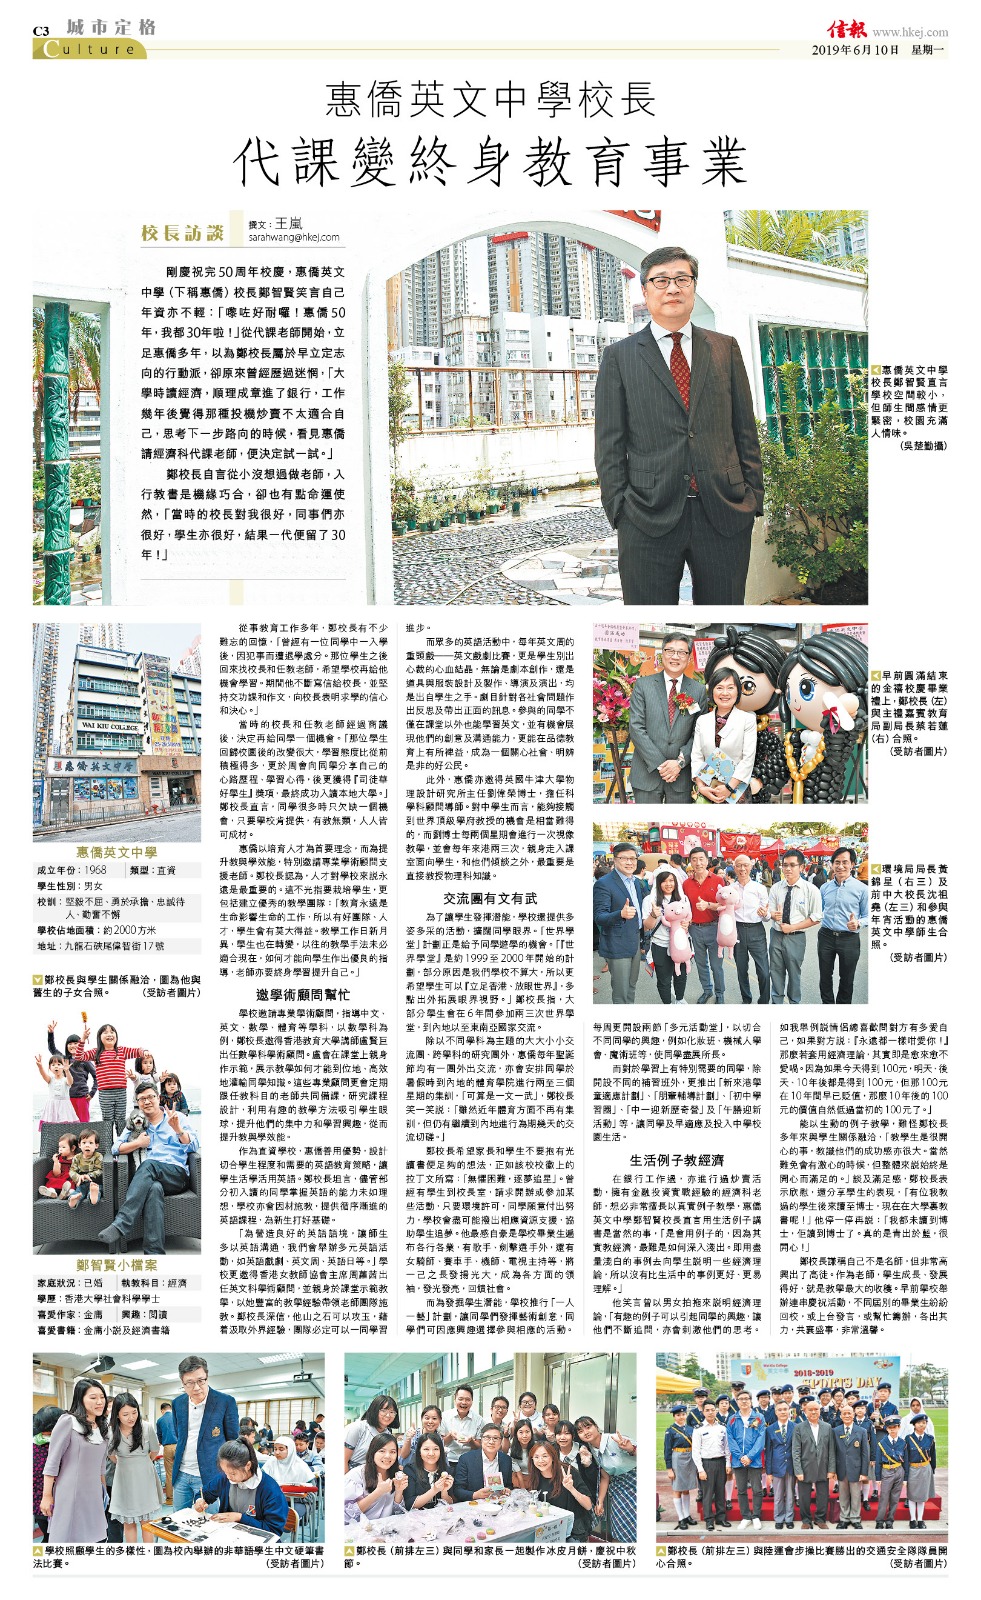 C3 城市定格
Culture
信報 www.hkej.com
2019年6月10日 星期一
惠僑英文中學校長
代課變終身教育事業
校長訪談
撰文：王嵐
sarahwang@hkej.com
剛慶祝完50周年校慶，惠僑英文
中學（下稱惠僑）校長鄭智賢笑言自己
年資亦不輕：「嚟咗好耐囉！惠僑50
年，我都30年啦！」從代課老師開始，立
足惠僑多年，以為鄭校長屬於早立定志
向的行動派，卻原來曾經歷過迷惘，「大
學時讀經濟，順理成章進了銀行，工作
幾年後覺得那種投機炒賣不太適合自
己，思考下一步路向的時候，看見惠僑
請經濟科代課老師，便決定試一試。」
鄭校長自言從小沒想過做老師，入
行教書是機緣巧合，卻也有點命運使
然，「當時的校長對我很好，同事們亦
很好，學生亦很好，結果一代便留了30
年！」
惠僑英文中學
校長鄭智賢直言
學校空間較小，
但師生間感情更
緊密，校園充滿
人情味。
（吳楚勤攝）
WAI KIU COLLEGE
惠僑英文中學
惠僑英文中學
成立年份：1968 類型：直資
學生性別：男女
校訓：堅毅不屈、勇於承擔、忠誠待
人、勤奮不懈
學校佔地面積：約2000方米
地址：九龍石硤尾偉智街17號
鄭校長與學生關係融洽，圖為他與
舊生的子女合照。 （受訪者圖片）
鄭智賢小檔案
家庭狀況：已婚 執教科目：經濟
學歷：香港大學社會科學學士
喜愛作家：金庸 興趣：閱讀
喜愛書籍：金庸小說及經濟書籍
從事教育工作多年，鄭校長有不少
難忘的回憶，「曾經有一位同學中一入學
後，因犯事而遭退學處分。那位學生之後
回來找校長和任教老師，希望學校再給他
機會學習。期間他不斷寫信給校長，並堅
持交功課和作文，向校長表明求學的信心
和決心。」
當時的校長和任教老師經過商議
後，決定再給同學一個機會。「那位學生
回歸校園後的改變很大，學習態度比從前
積極得多，更於周會向同學分享自己的
心路歷程、學習心得，後更獲得『司徒華
好學生』獎項，最終成功入讀本地大學。」
鄭校長直言，同學很多時只欠缺一個機
會，只要學校肯提供，有教無類，人人皆
可成材。
惠僑以培育人才為首要理念，而為提
升教與學效能，特別邀請專業學術顧問支
援老師。鄭校長認為，人才對學校來說永
遠是最重要的。這不光指要栽培學生，更
包括建立優秀的教學團隊：「教育永遠是
生命影響生命的工作，所以有好團隊、人
才，學生會有莫大得益。教學工作日新月
異，學生也在轉變，以往的教學手法未必
適合現在，如何才能向學生作出優良的指
導，老師亦要終身學習提升自己。」
邀學術顧問幫忙
學校邀請專業學術顧問，指導中文、
英文、數學、體育等學科，以數學科為
例，鄭校長邀得香港教育大學講師盧賢巨
出任數學科學術顧問。盧會在課堂上親身
作示範，展示教學如何才能到位地、高效
地灌輸同學知識。這些專業顧問更會定期
跟任教科目的老師共同備課，研究課程設
計，利用有趣的教學方法吸引學生眼
球，提升他們的集中力和學習興趣，從而
提升教與學效能。
作為直資學校，惠僑善用優勢，設計
切合學生程度和需要的英語教育策略，讓
學生活學活用英語。鄭校長坦言，儘管部
分初入讀的同學掌握英語的能力未如理
想，學校亦會因材施教，提供循序漸進的
英語課程，為新生打好基礎。
「為營造良好的英語語境，讓師生
多以英語溝通，我們會舉辦多元英語活
動，如英語戲劇、英文周、英語日等。」學
校更邀得香港女教師協會主席周蘿茜出
任英文科學術顧問，並親身於課堂示範教
學，以她豐富的教學經驗帶領老師團隊施
教。鄭校長深信，他山之石可以攻玉，藉
着汲取外界經驗，團隊必定可以一同學習
進步。
而眾多的英語活動中，每年英文周的
重頭戲——英文戲劇比賽，更是學生別出
心裁的心血結晶，無論是劇本創作，還是
道具與服裝設計及製作、導演及演出，均
是出自學生之手，劇目針對各社會問題作
出反思及帶出正面的訊息。參與的同學不
僅在課堂以外也能學習英文，並有機會展
現他們的創意及溝通能力，更能在品德教
育上有所裨益，成為一個關心社會、明辨
是非的好公民。
此外，惠僑亦邀得英國牛津大學物
理設計研究所主任劉偉榮博士，擔任科
學科顧問導師。對中學生而言，能夠接觸
到世界頂級學府教授的機會是相當難得
的，而劉博士每兩個星期會進行一次視像
教學，並會每年來港兩三次，親身走入課
室面向學生，和他們傾談之外，最重要是
直接教授物理科知識。
交流團有文有武
為了讓學生發揮潛能，學校還提供多
姿多采的活動，擴闊同學眼界。「世界學
堂」計劃正是給予同學遊學的機會，「『世
界學堂』是約1999至2000年開始的計
劃，部分原因是我們學校不算大，所以更
希望學生可以『立足香港、放眼世界』，多
點出外拓展眼界視野。」鄭校長指，大
部分學生會在6年間參加兩三次世界學
堂，到內地以至東南亞國家交流。
除以不同學科為主題的大大小小交
流團、跨學科的研究團外，惠僑每年聖誕
節均有一團外出交流，亦會安排同學於
暑假時到內地的體育學院進行兩至三個
星期的集訓，「可算是一文一武」，鄭校長
笑一笑說：「雖然近年體育方面不再有集
訓，但仍有繼續到內地進行為期幾天的交
流切磋。」
鄭校長希望家長和學生不要抱有光
讀書便足夠的想法，正如該校校徽上的
拉丁文所寫：「無懼困難，逐夢追星」。曾
經有學生到校長室，請求開辦或參加某
些活動，只要環境許可，同學願意付出努
力，學校會盡可能撥出相應資源支援，協
助學生追夢。他最感自豪是學校畢業生遍
布各行各業，有歌手、劍擊選手外，還有
女騎師、賽車手、機師、電視主持等，將
一己之長發揚光大，成為各方面的領
袖，發光發亮，回饋社會。
而為發掘學生潛能，學校推行「一人
一藝」計劃，讓同學們發揮藝術創意，同
學們可因應興趣選擇參與相應的活動。
早前圓滿結束
的金禧校慶畢業
禮上，鄭校長（左）
與主禮嘉賓教育
局副局長蔡若蓮
（右）合照。
（受訪者圖片）
環境局局長黃
錦星（右三）及
前中大校長沈祖
堯（左三）和參與
年宵活動的惠僑
英文中學師生合
照。
（受訪者圖片）
每周更開設兩節「多元活動堂」，以切合
不同同學的興趣，例如化妝班、機械人學
會、魔術班等，使同學盡展所長。
而對於學習上有特別需要的同學，除
開設不同的補習班外，更推出「新來港學
童適應計劃」、「朋輩輔導計劃」、「初中學
習圈」、「中一迎新歷奇營」及「午膳迎新
活動」等，讓同學及早適應及投入中學校
園生活。
生活例子教經濟
在銀行工作過，亦進行過炒賣活
動，擁有金融投資實戰經驗的經濟科老
師，想必非常擅長以真實例子教學，惠僑
英文中學鄭智賢校長直言用生活例子講
書是當然的事，「是會用例子的，因為其
實教經濟，最難是如何深入淺出。即用盡
量淺白的事例去向學生說明一些經濟理
論，所以沒有比生活中的事例更好、更易
理解。」
他笑言曾以男女拍拖來說明經濟理
論，「有趣的例子可以引起同學的興趣，讓
他們不斷追問，亦會刺激他們的思考。
如我舉例說情侶總喜歡問對方有多愛自
己，如果對方說：『永遠都一樣咁愛你！』
那麼若套用經濟理論，其實即是愈來愈不
愛喎。因為如果今天得到100元，明天、後
天、10年後都是得到100元，但那100元
在10年間早已貶值，那麼10年後的100
元的價值自然低過當初的100元了。」
能以生動的例子教學，難怪鄭校長
多年來與學生關係融洽，「教學生是很開
心的事，教識他們的成功感亦很大。當然
難免會有激心的時候，但整體來說始終是
開心而滿足的。」談及滿足感，鄭校長表
示欣慰，還分享學生的表現，「有位我教
過的學生後來讀至博士，現在在大學裏教
書呢！」他停一停再說：「我都未讀到博
士，佢讀到博士了。真的是青出於藍，很
開心！」
鄭校長謙稱自己不是名師，但非常高
興出了高徒。作為老師，學生成長、發展
得好，就是教學最大的收穫。早前學校舉
辦連串慶祝活動，不同屆別的畢業生紛紛
回校，或上台發言，或幫忙籌辦，各出其
力，共襄盛事，非常溫馨。
2018-2019
SPORTS DAY
學校照顧學生的多樣性，圖為校內舉辦的非華語學生中文硬筆書
法比賽。 （受訪者圖片）
鄭校長（前排左三）與同學和家長一起製作冰皮月餅，慶祝中秋
節。 （受訪者圖片）
鄭校長（前排左三）與陸運會步操比賽勝出的交通安全隊隊員開
心合照。 （受訪者圖片）